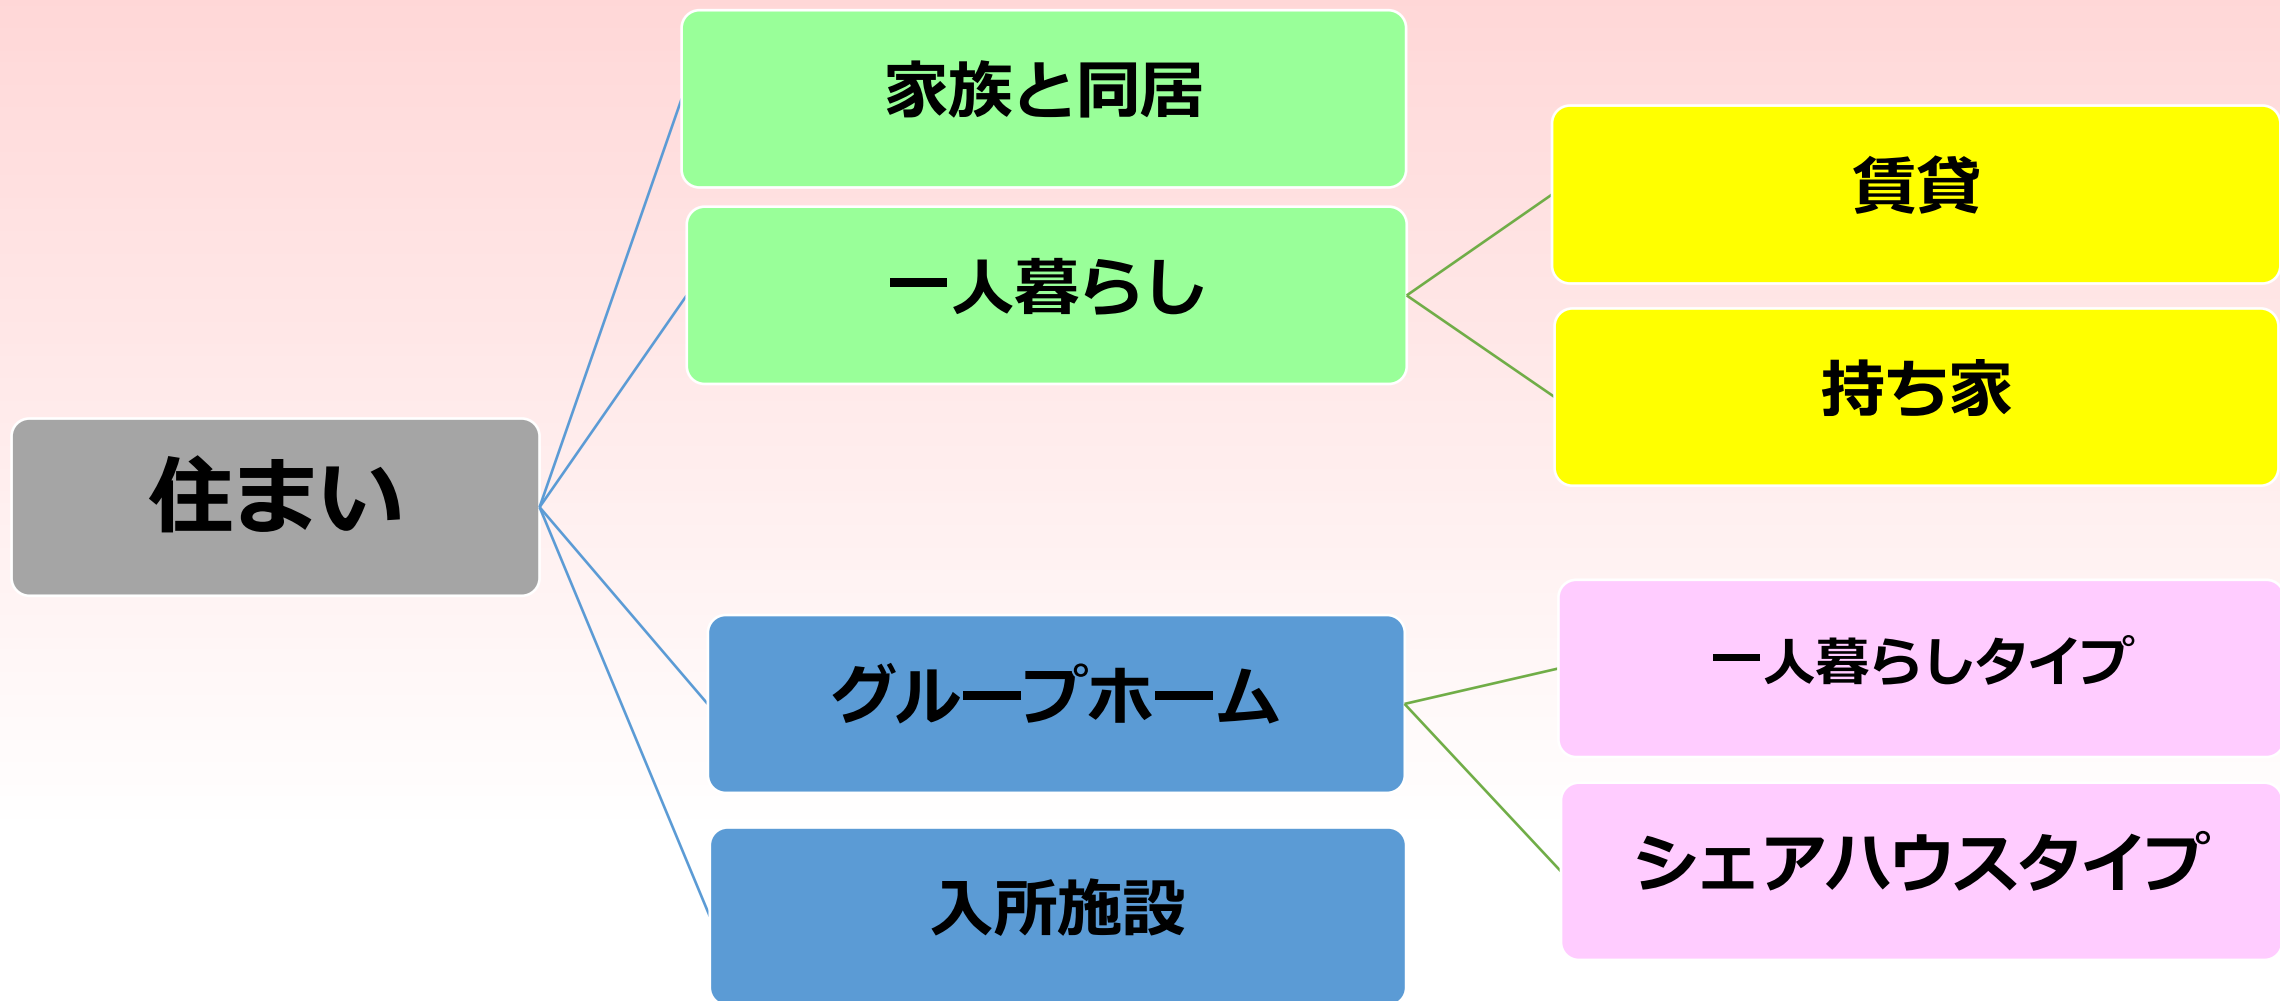 住まい
家族と同居
一人暮らし
賃貸
持ち家
グループホーム
一人暮らしタイプ
シェアハウスタイプ
入所施設